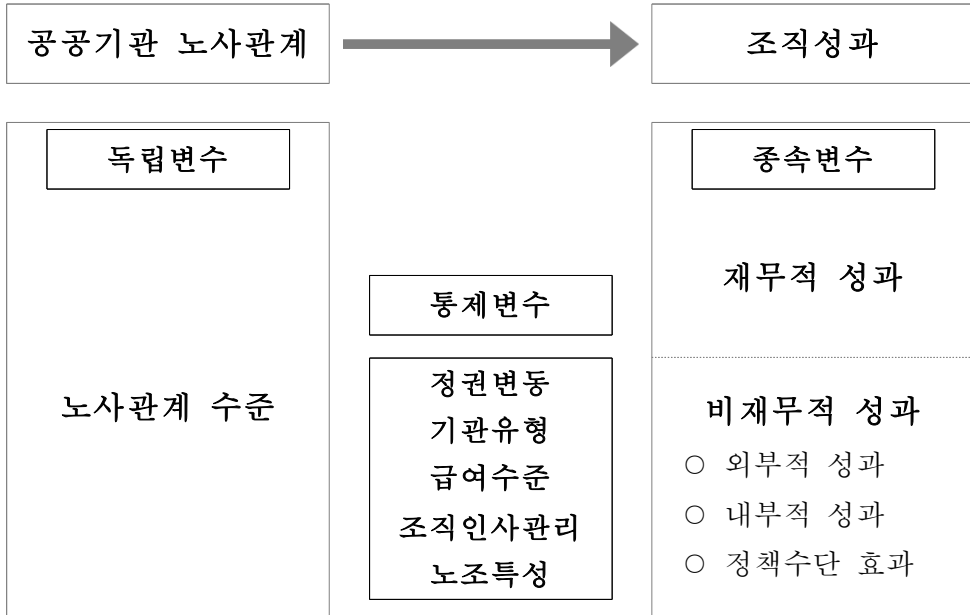 공공기관 노사관계
조직성과
독립변수
노사관계 수준
통제변수
정권변동
기관유형
급여수준
조직인사관리
노조특성
종속변수
재무적 성과
비재무적 성과
○ 외부적 성과
○ 내부적 성과
○ 정책수단 효과